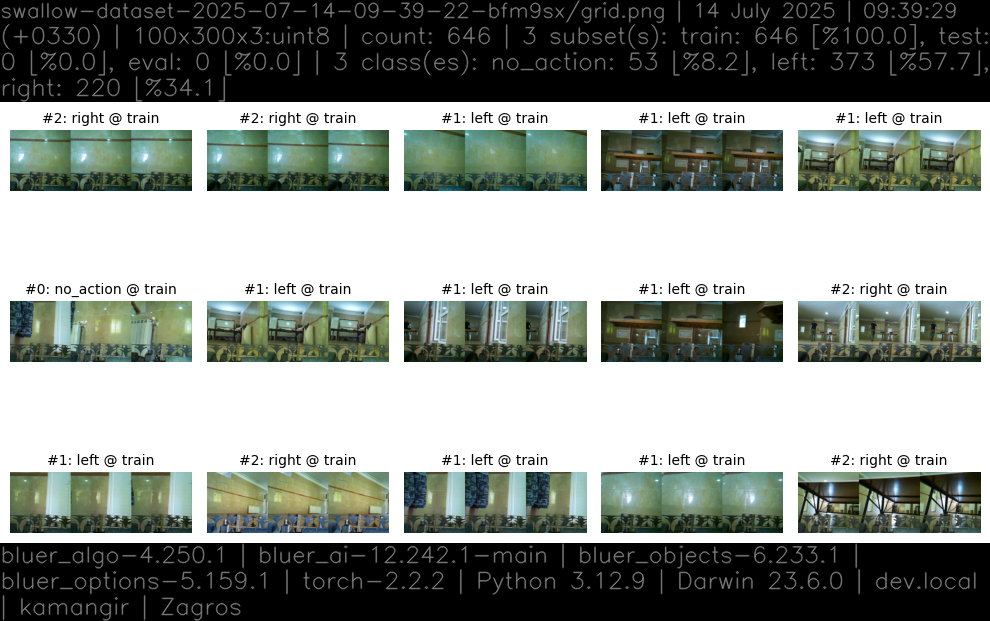 swallow-dataset-2025-07-14-09-39-22-bfm9sx/grid.png | 14 July 2025 | 09:39:29
(+0330) | 100x300x3:uint8 | count: 646 | 3 subset(s): train: 646 [%100.0], test:
0 [%0.0], eval: 0 [%0.0] | 3 class(es): no_action: 53 [%8.2], left: 373 [%57.7],
right: 220 [%34.1]
#2: right @ train
#2: right @ train
#1: left @ train
#1: left @ train
#1: left @ train
#0: no_action @ train
#1: left @ train
#1: left @ train
#1: left @ train
#2: right @ train
#1: left @ train
#2: right @ train
#1: left @ train
#1: left @ train
#2: right @ train
bluer_algo-4.250.1 | bluer_ai-12.242.1-main | bluer_objects-6.233.1 |
bluer_options-5.159.1 | torch-2.2.2 | Python 3.12.9 | Darwin 23.6.0 | dev.local
| kamangir | Zagros